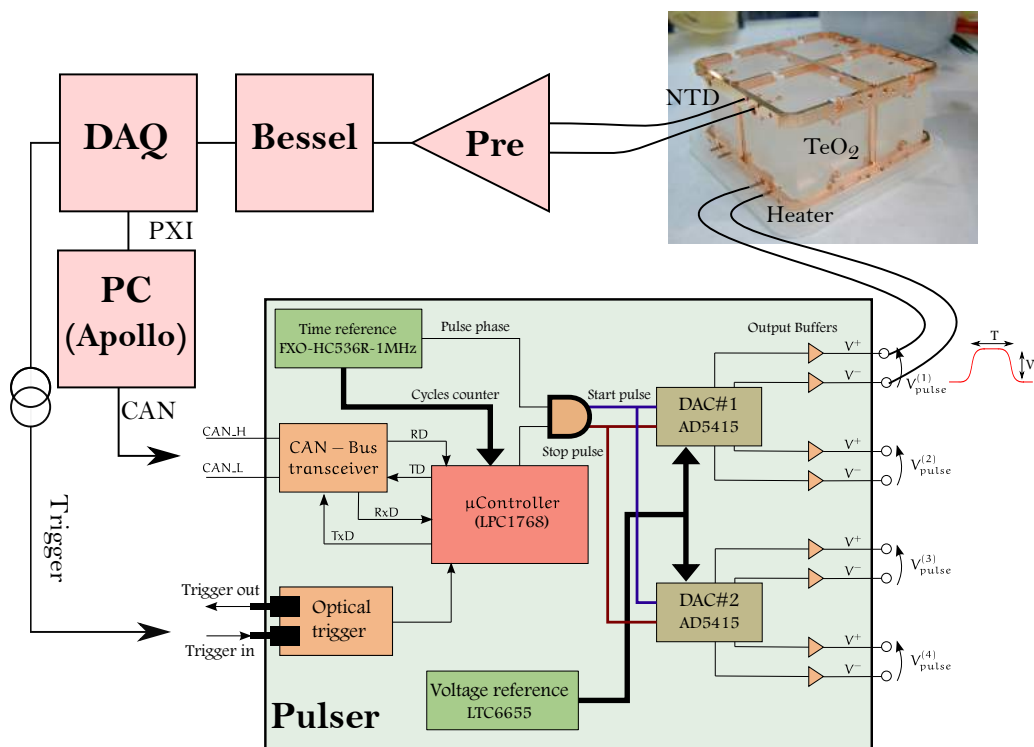 DAQ
Bessel
Pre
NTD
TeO2
Heater
PXI
PC
(Apollo)
CAN
Trigger
Time reference
FXO-HC536R-1MHz
Pulse phase
Cycles counter
Output Buffers
V+
V−
V(1)pulse
T
V
Start pulse
Stop pulse
DAC#1
AD5415
CAN_H
CAN_L
CAN − Bus
transceiver
RD
TD
RxD
TxD
µController
(LPC1768)
V+
V−
V(2)pulse
V+
V−
V(3)pulse
Trigger out
Trigger in
Optical
trigger
DAC#2
AD5415
V+
V−
V(4)pulse
Voltage reference
LTC6655
Pulser